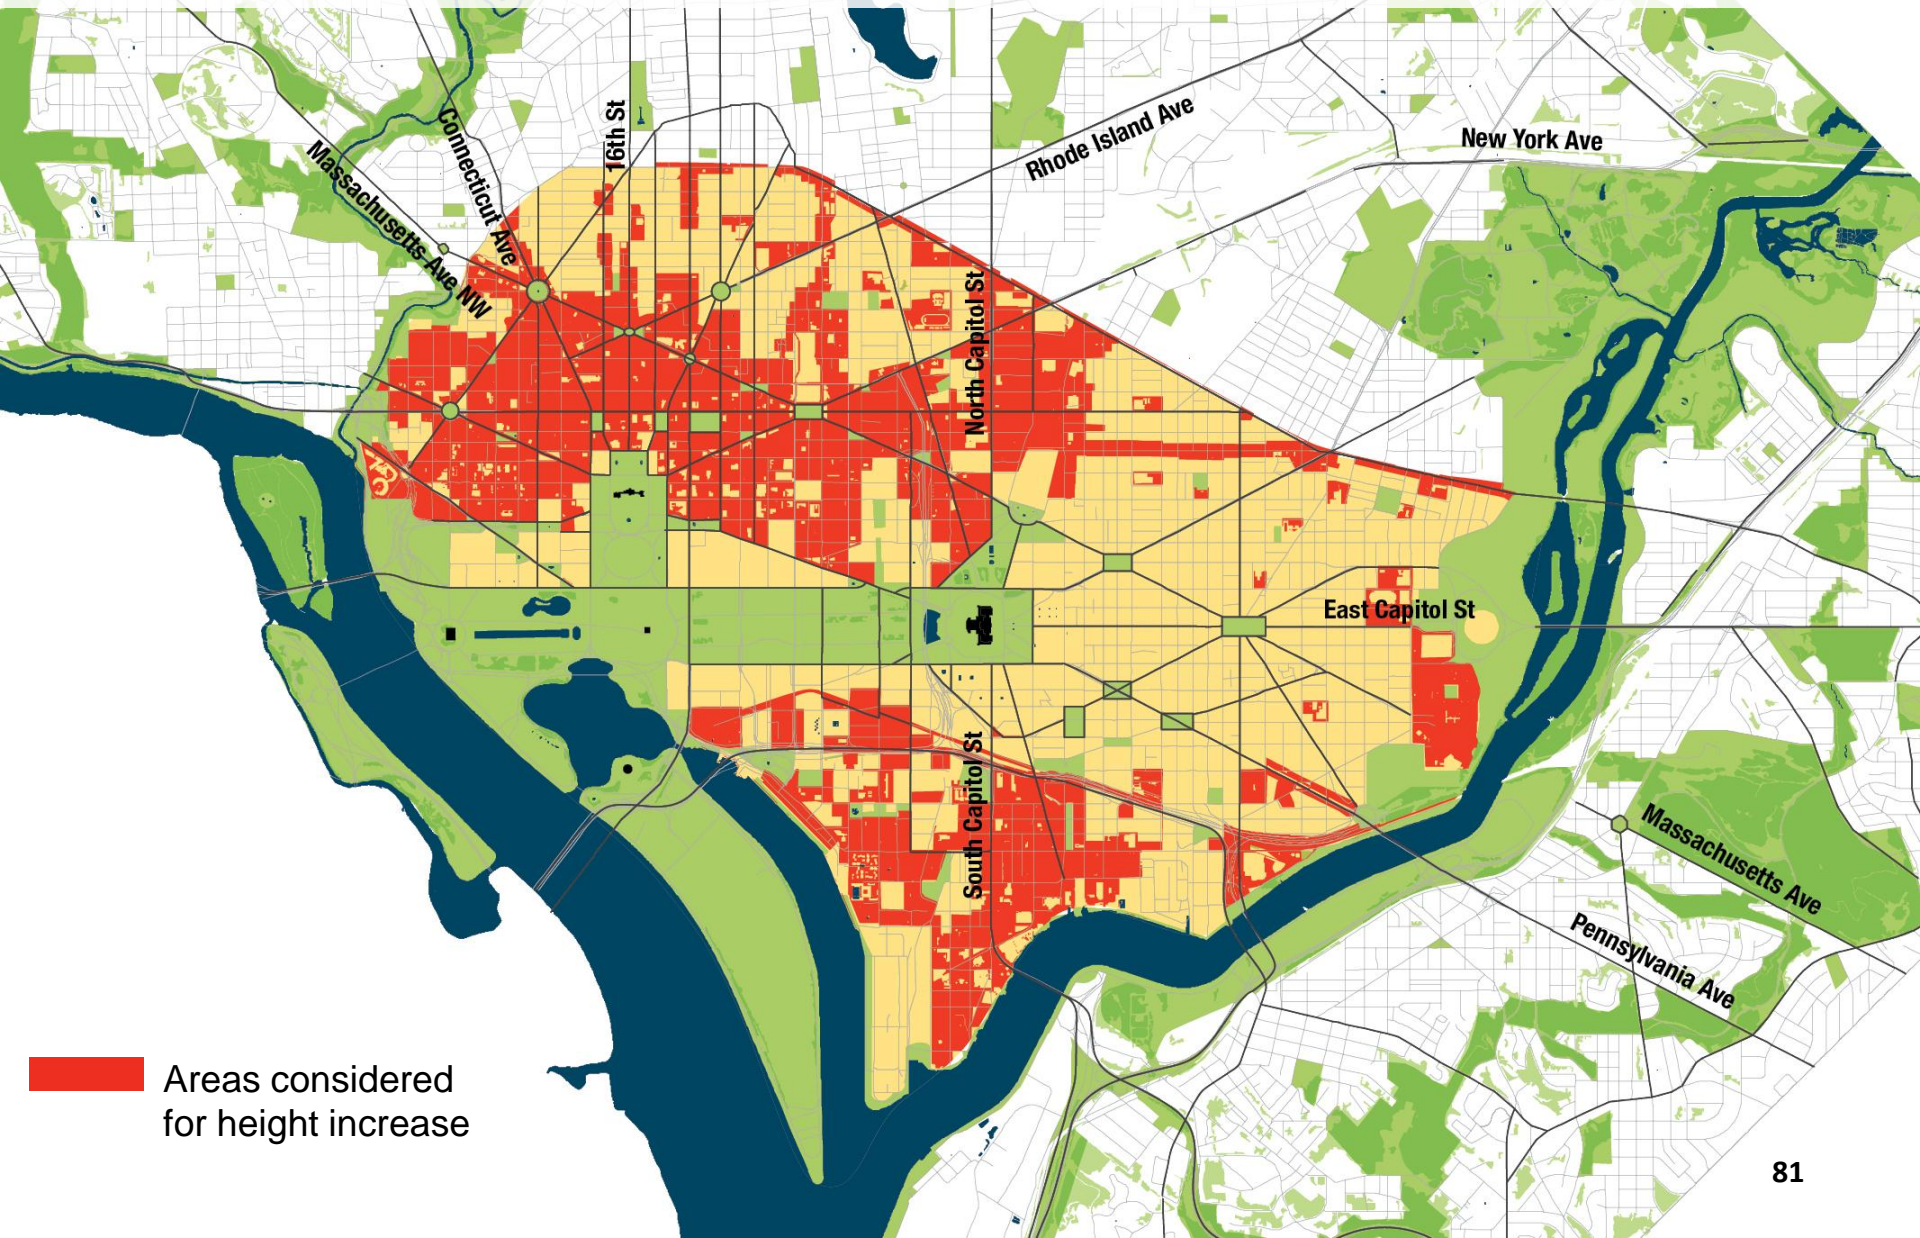 16th St
Connecticut Ave
Massachusetts Ave NW
Rhode Island Ave
New York Ave
North Capitol St
East Capitol St
South Capitol St
Massachusetts Ave
Pennsylvania Ave
Areas considered
for height increase
81